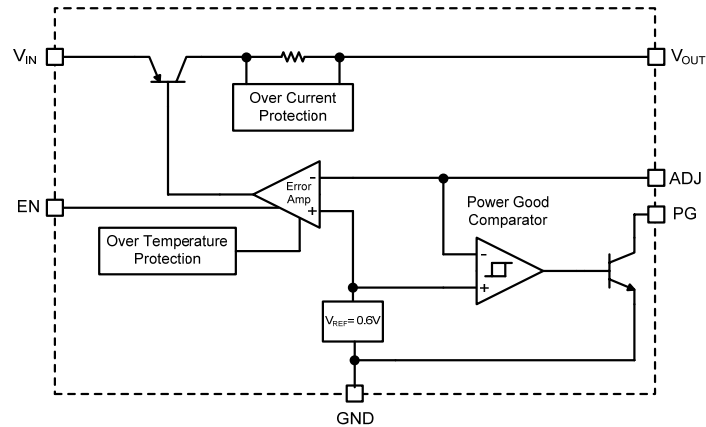 VIN
VOUT
Over Current
Protection
Error
Amp
-
+
ADJ
EN
Power Good
Comparator
PG
Over Temperature
Protection
-
+
VREF= 0.6V
GND